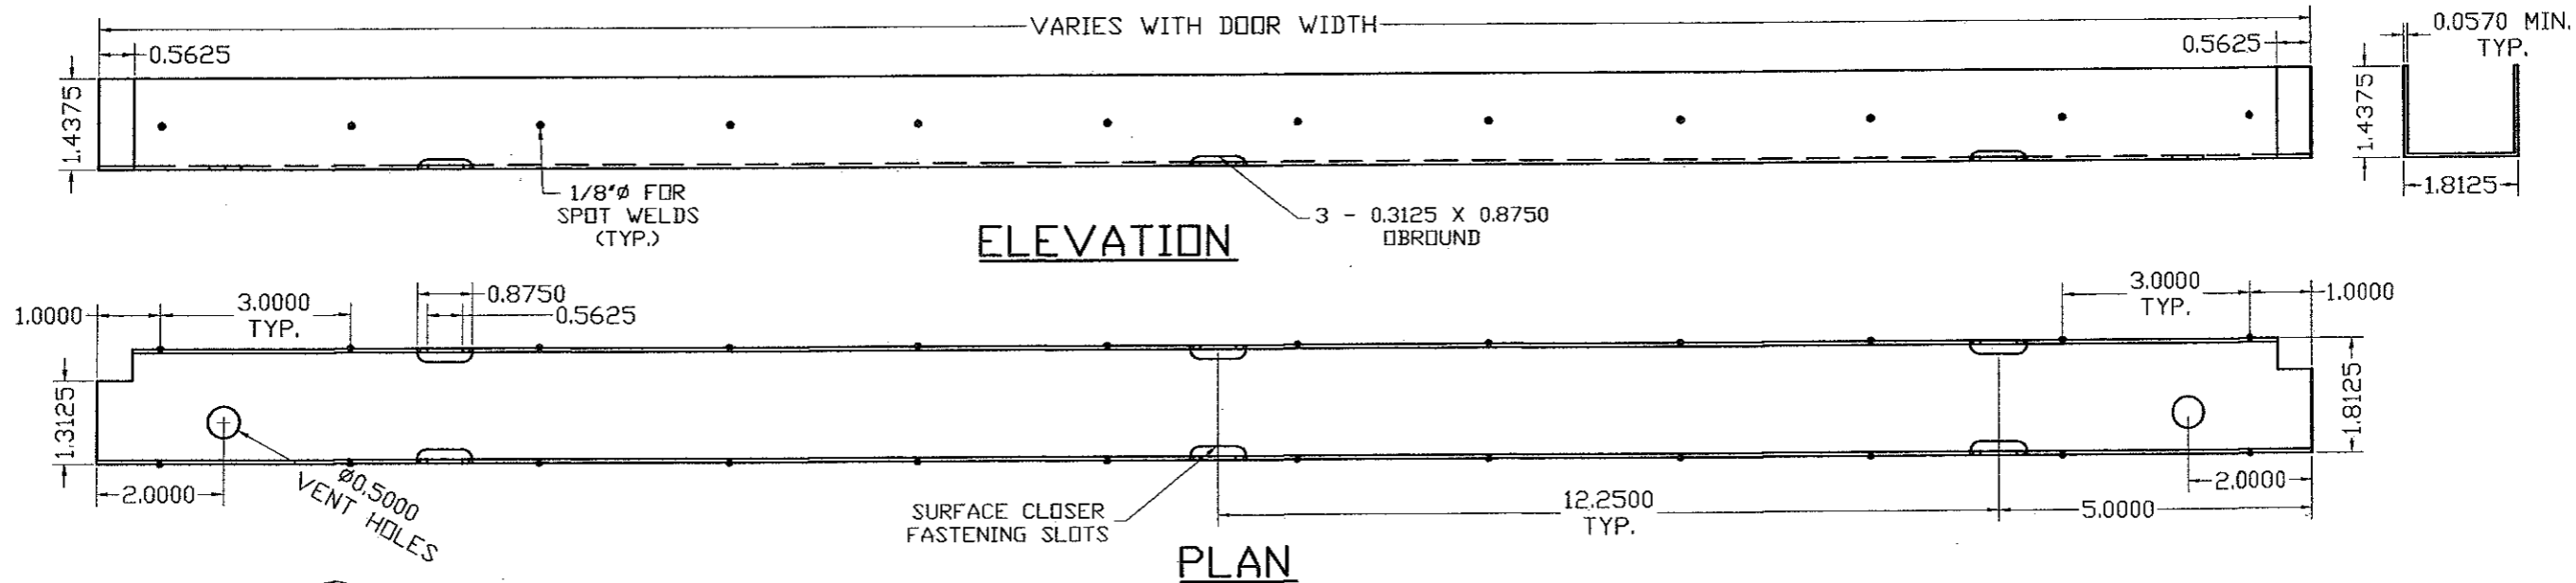 VARIES WITH DOOR WIDTH
0.5625
0.5625
0.0570 MIN.
TYP.
1.4375
1.4375
1.8125
1/8"Ø FOR
SPOT WELDS
(TYP.)
3 - 0.3125 X 0.8750
OBROUND
ELEVATION
1.0000
3.0000
TYP.
0.8750
0.5625
3.0000
TYP.
1.0000
1.3125
1.8125
2.0000
Ø0.5000
VENT HOLES
SURFACE CLOSER
FASTENING SLOTS
12.2500
TYP.
2.0000
5.0000
PLAN